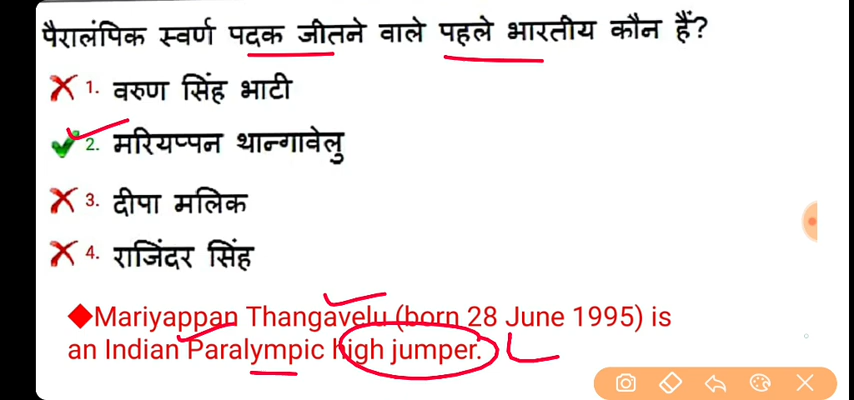 पैरालंपिक स्वर्ण पदक जीतने वाले पहले भारतीय कौन हैं?
1. वरुण सिंह भाटी
2. मरियप्पन थान्गावेलु
3. दीपा मलिक
4. राजिंदर सिंह
◆Mariyappan Thangavelu (born 28 June 1995) is
an Indian Paralympic high jumper.